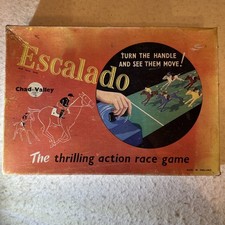 Escalado
TURN THE HANDLE
AND SEE THEM MOVE!
Chad-Valley
The thrilling action race game